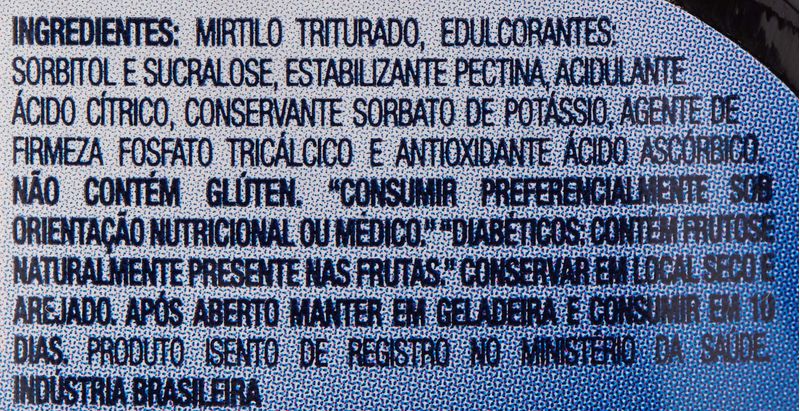 INGREDIENTES: MIRTILO TRITURADO, EDULCORANTES:
SORBITOL E SUCRALOSE, ESTABILIZANTE PECTINA, ACIDULANTE
ÁCIDO CÍTRICO, CONSERVANTE SORBATO DE POTÁSSIO, AGENTE DE
FIRMEZA FOSFATO TRICÁLCICO E ANTIOXIDANTE ÁCIDO ASCÓRBICO.
NÃO CONTÉM GLÚTEN. "CONSUMIR PREFERENCIALMENTE SOB
ORIENTAÇÃO NUTRICIONAL OU MÉDICO." "DIABÉTICOS: CONTÉM FRUTOSE
NATURALMENTE PRESENTE NAS FRUTAS." CONSERVAR EM LOCAL SECO E
AREJADO. APÓS ABERTO MANTER EM GELADEIRA E CONSUMIR EM 10
DIAS. PRODUTO ISENTO DE REGISTRO NO MINISTÉRIO DA SAÚDE.
INDÚSTRIA BRASILEIRA